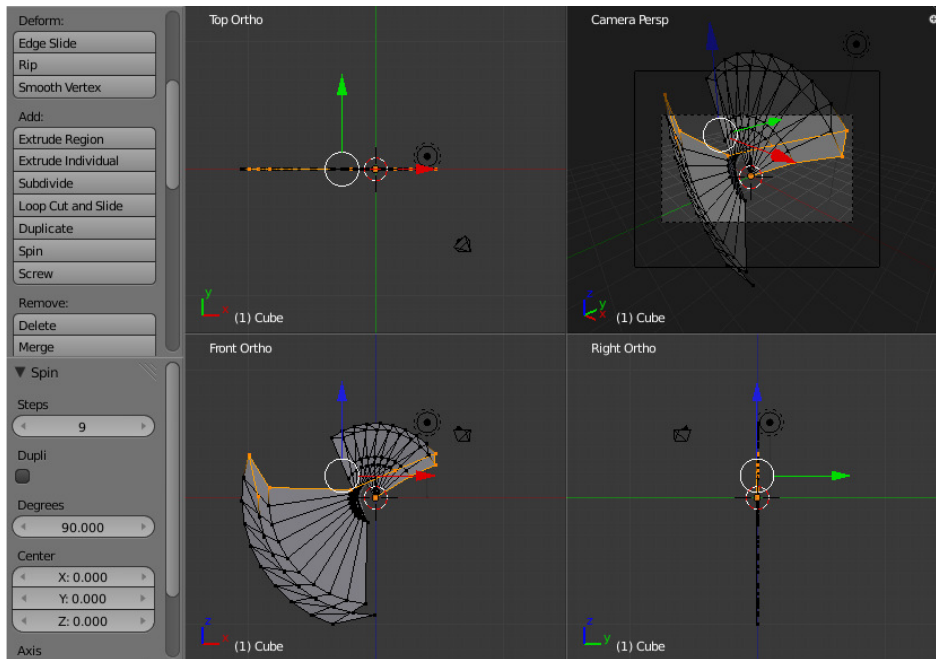 Deform:
Edge Slide
Rip
Smooth Vertex
Add:
Extrude Region
Extrude Individual
Subdivide
Loop Cut and Slide
Duplicate
Spin
Screw
Remove:
Delete
Merge
Spin
Steps
9
Dupli
Degrees
90.000
Center
X: 0.000
Y: 0.000
Z: 0.000
Axis
Top Ortho
y
x
(1) Cube
Camera Persp
z
y
x
(1) Cube
Front Ortho
z
x
(1) Cube
Right Ortho
z
y
(1) Cube